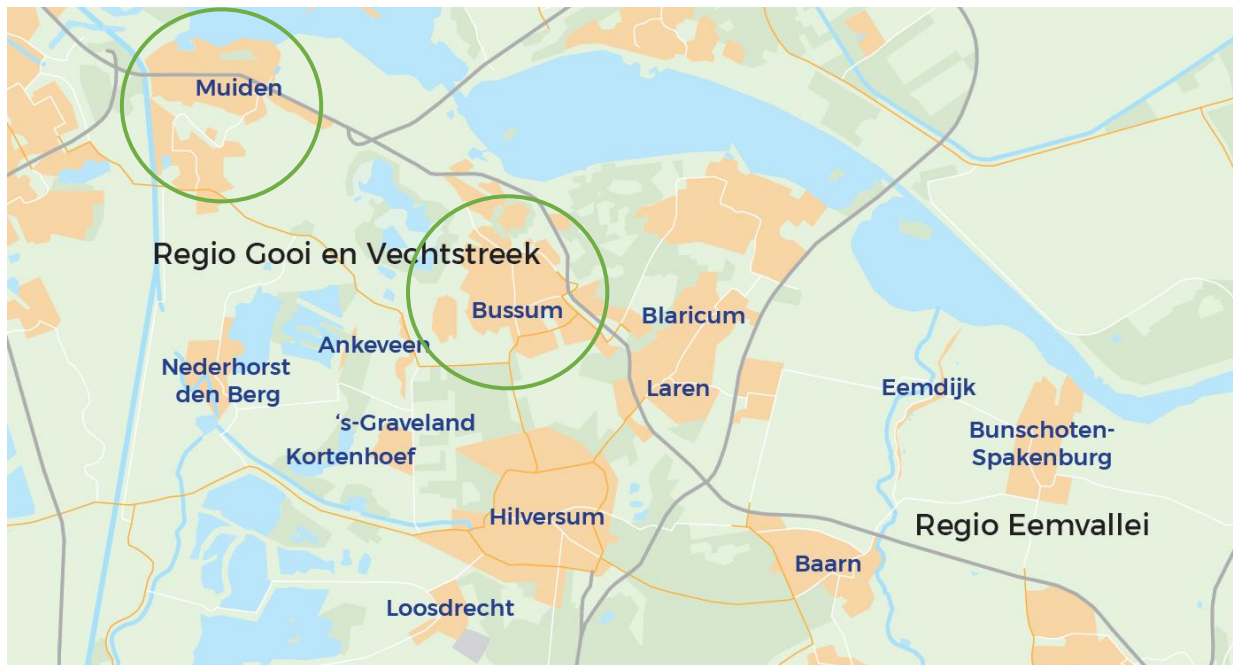 Muiden
Regio Gooi en Vechtstreek
Bussum
Blaricum
Ankeveen
Nederhorst
den Berg
Laren
Eemdijk
's-Graveland
Bunschoten-
Spakenburg
Kortenhoef
Hilversum
Regio Eemvallei
Baarn
Loosdrecht